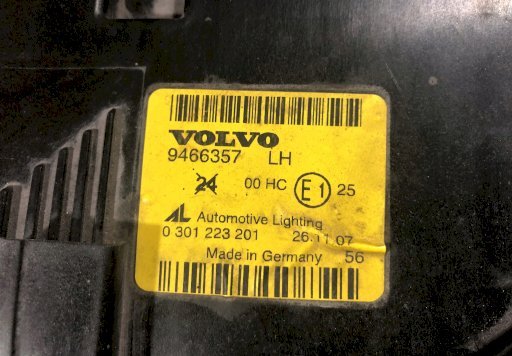 VOLVO
9466357 LH
24 00 HC E1 25
AL Automotive Lighting
0 301 223 201 26.11.07
Made in Germany 56